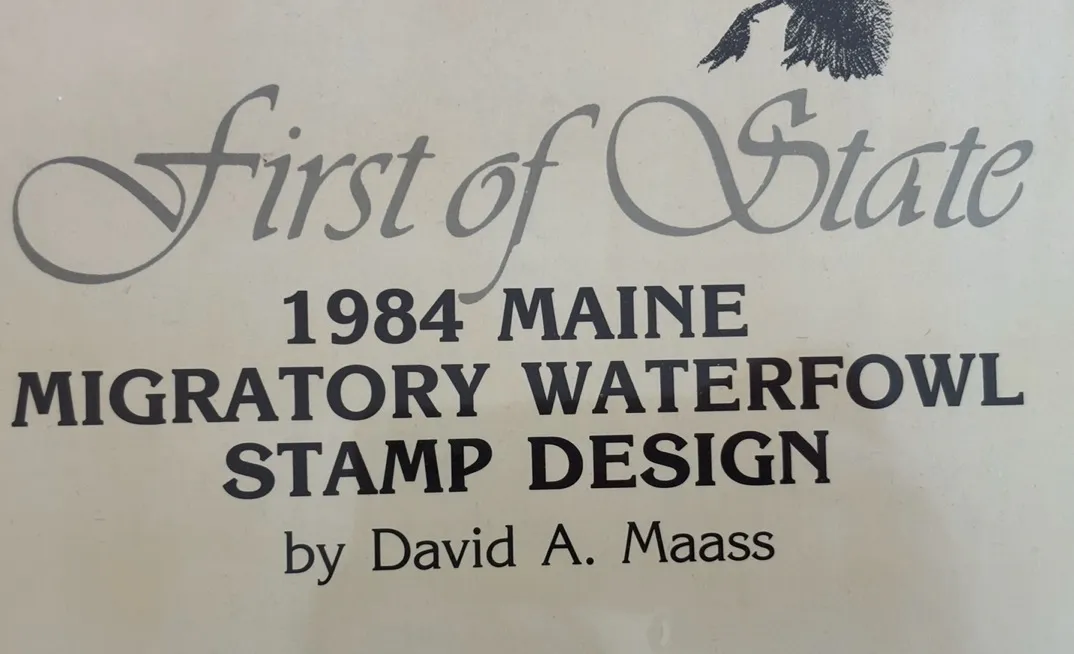 First of State
1984 MAINE
MIGRATORY WATERFOWL
STAMP DESIGN
by David A. Maass